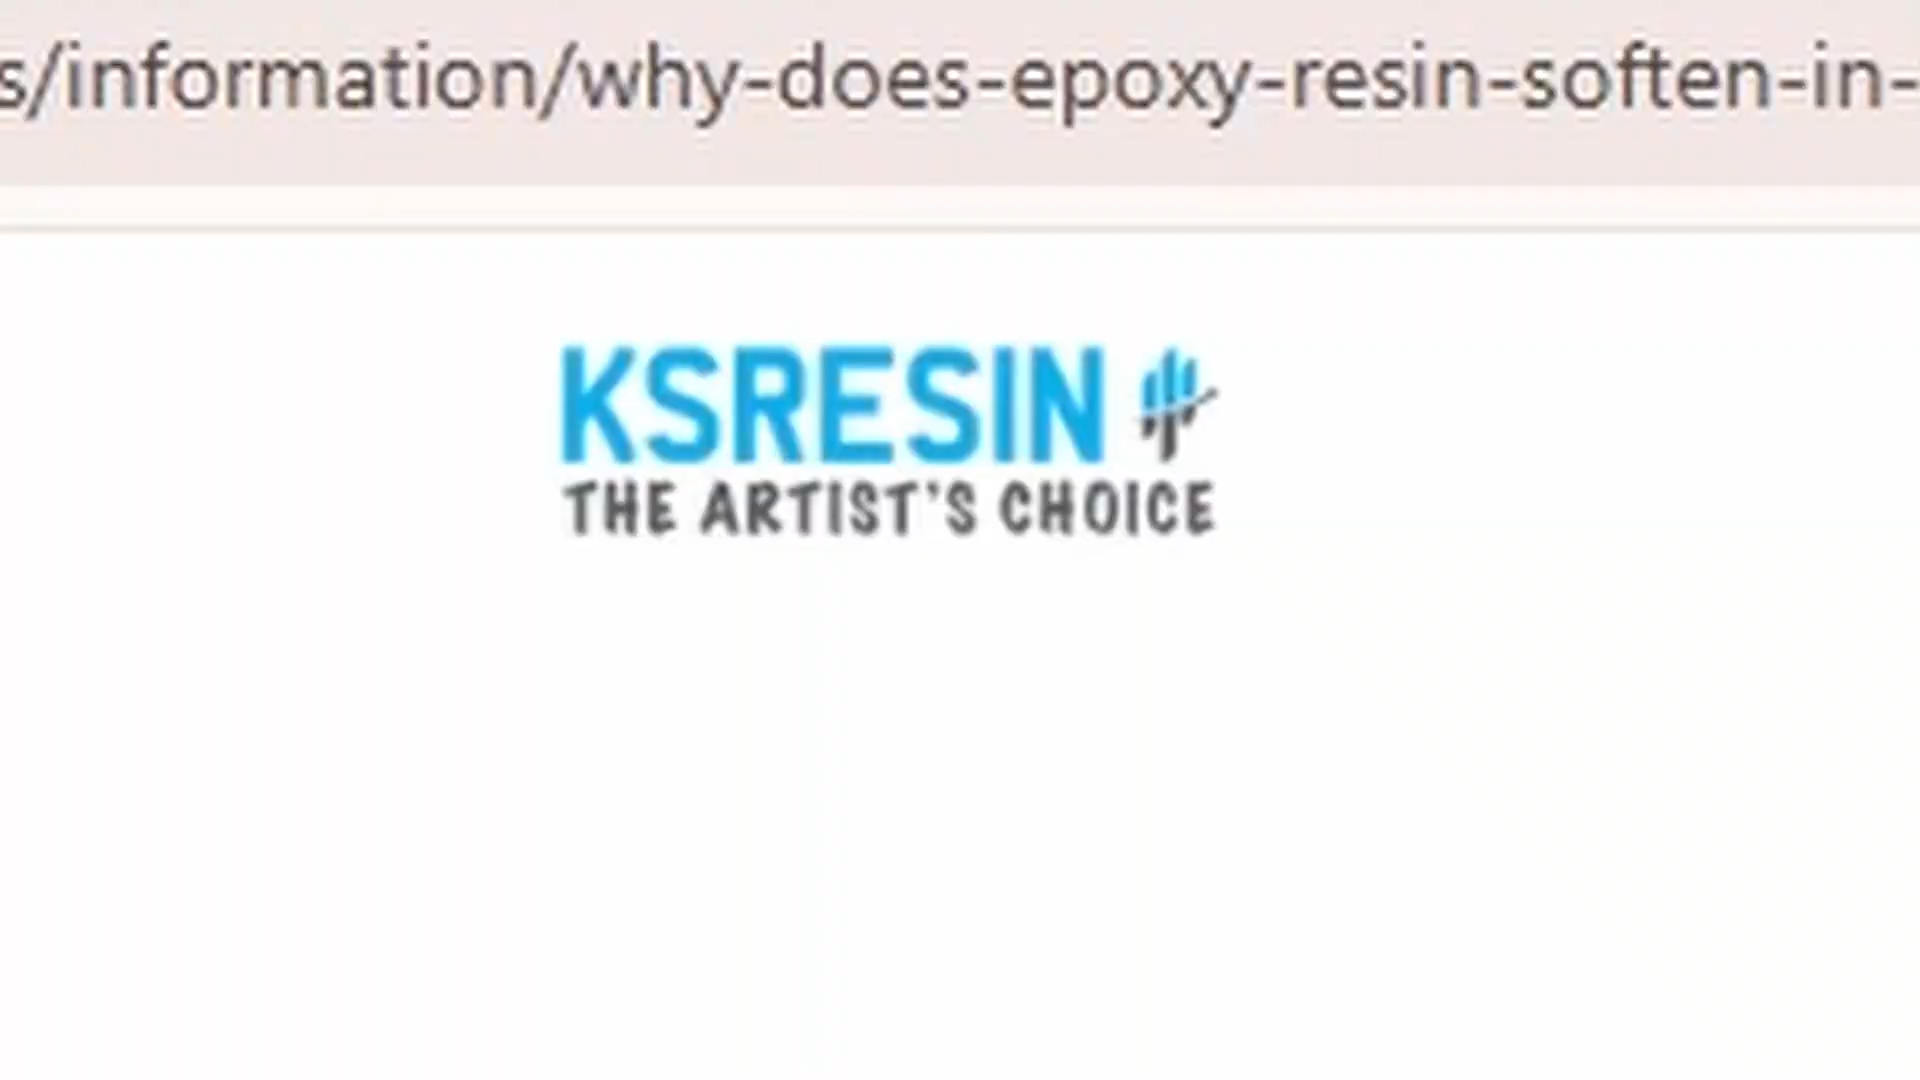 s/information/why-does-epoxy-resin-soften-in-
KSRESIN
THE ARTIST'S CHOICE